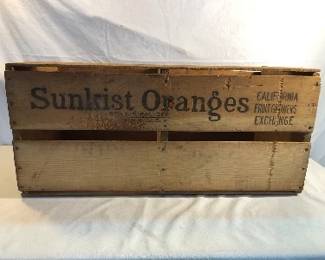 Sunkist Oranges
CALIFORNIA
FRUIT GROWERS
EXCHANGE